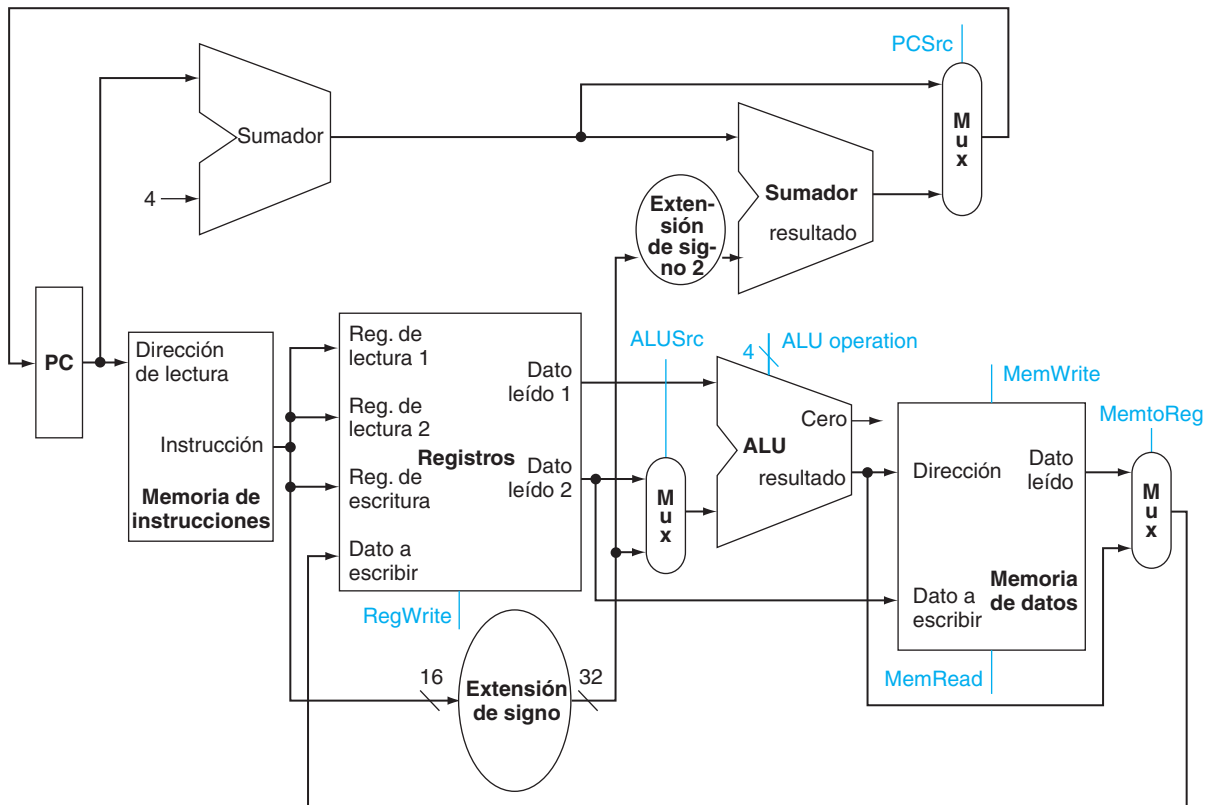 PCSrc
Sumador
4
M
u
x
Exten-
sión
de sig-
no 2
Sumador
resultado
PC
Dirección
de lectura
Instrucción
Memoria de
instrucciones
Reg. de
lectura 1
Reg. de
lectura 2
Reg. de
escritura
Dato a
escribir
Registros
Dato
leído 1
Dato
leído 2
RegWrite
16
Extensión
de signo
32
ALUSrc
M
u
x
4
ALU operation
Cero
ALU
resultado
MemWrite
Dirección
Dato
leído
Dato a
escribir
Memoria
de datos
MemRead
MemtoReg
M
u
x